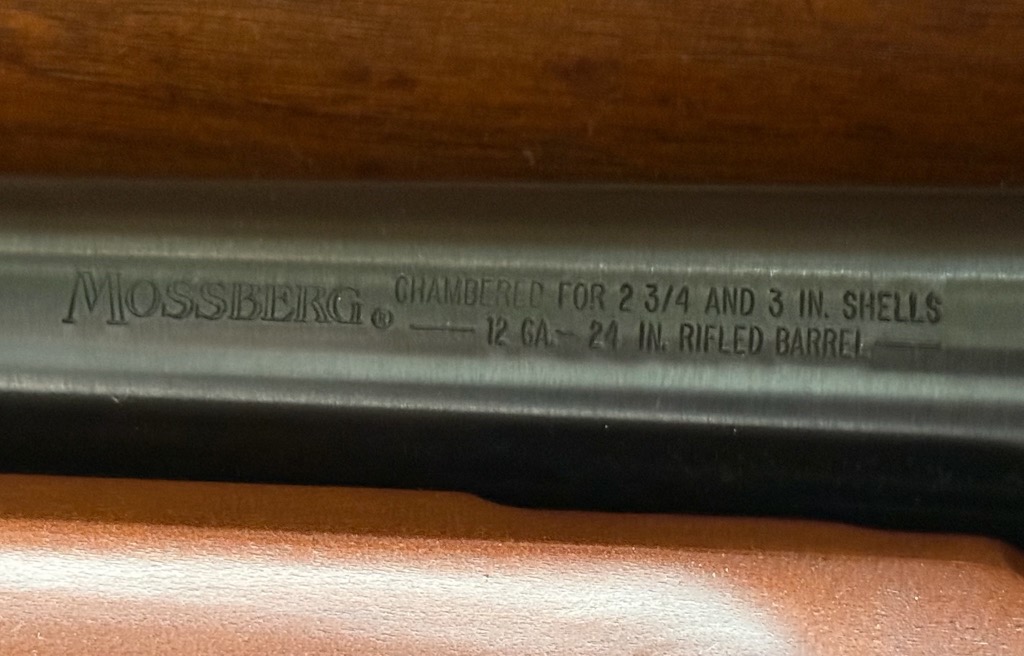 MOSSBERG® CHAMBERED FOR 2 3/4 AND 3 IN. SHELLS
12 GA.- 24 IN. RIFLED BARREL